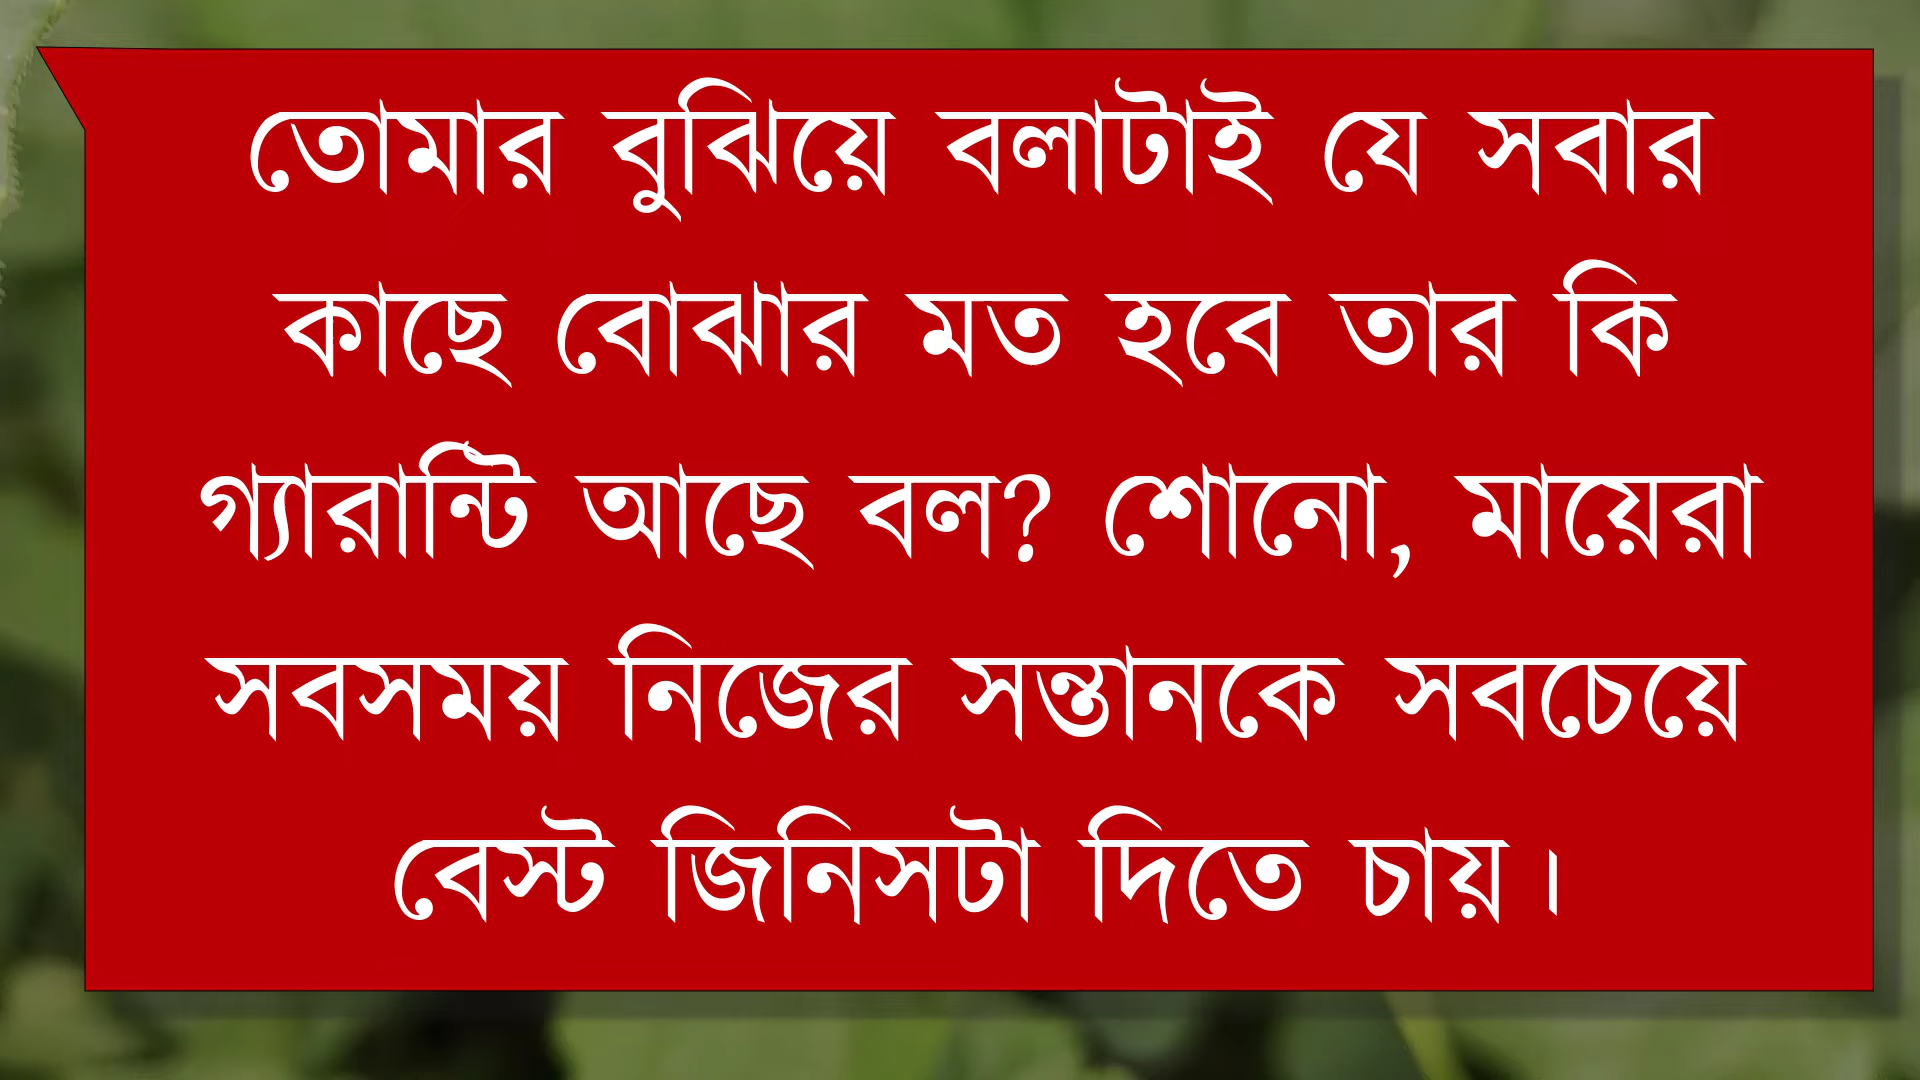 তোমার বুঝিয়ে বলাটাই যে সবার
কাছে বোঝার মত হবে তার কি
গ্যারান্টি আছে বল? শোনো, মায়েরা
সবসময় নিজের সন্তানকে সবচেয়ে
বেস্ট জিনিসটা দিতে চায়।